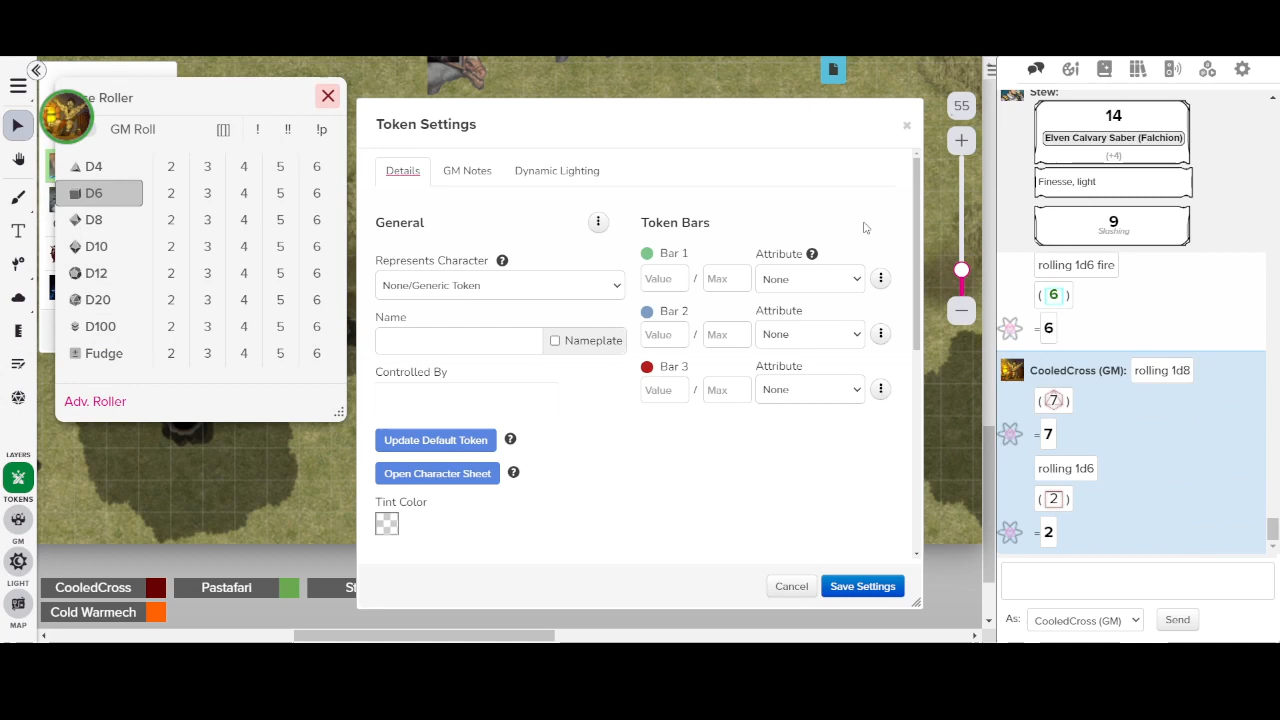 Roller
GM Roll [[]] ! !! !p
D4 2 3 4 5 6
D6 2 3 4 5 6
D8 2 3 4 5 6
D10 2 3 4 5 6
D12 2 3 4 5 6
D20 2 3 4 5 6
D100 2 3 4 5 6
Fudge 2 3 4 5 6
Adv. Roller
LAYERS
TOKENS
GM
LIGHT
MAP
CooledCross
Pastafari
St
Cold Warmech
Token Settings
Details GM Notes Dynamic Lighting
General
Represents Character
None/Generic Token
Name
Nameplate
Controlled By
Update Default Token
Open Character Sheet
Tint Color
Token Bars
Bar 1 Attribute
Value / Max None
Bar 2 Attribute
Value / Max None
Bar 3 Attribute
Value / Max None
Cancel Save Settings
55
Stew:
14
Elven Calvary Saber (Falchion)
(+4)
Finesse, light
9
Slashing
rolling 1d6 fire
( 6 )
= 6
CooledCross (GM): rolling 1d8
( 7 )
= 7
rolling 1d6
( 2 )
= 2
As: CooledCross (GM) Send